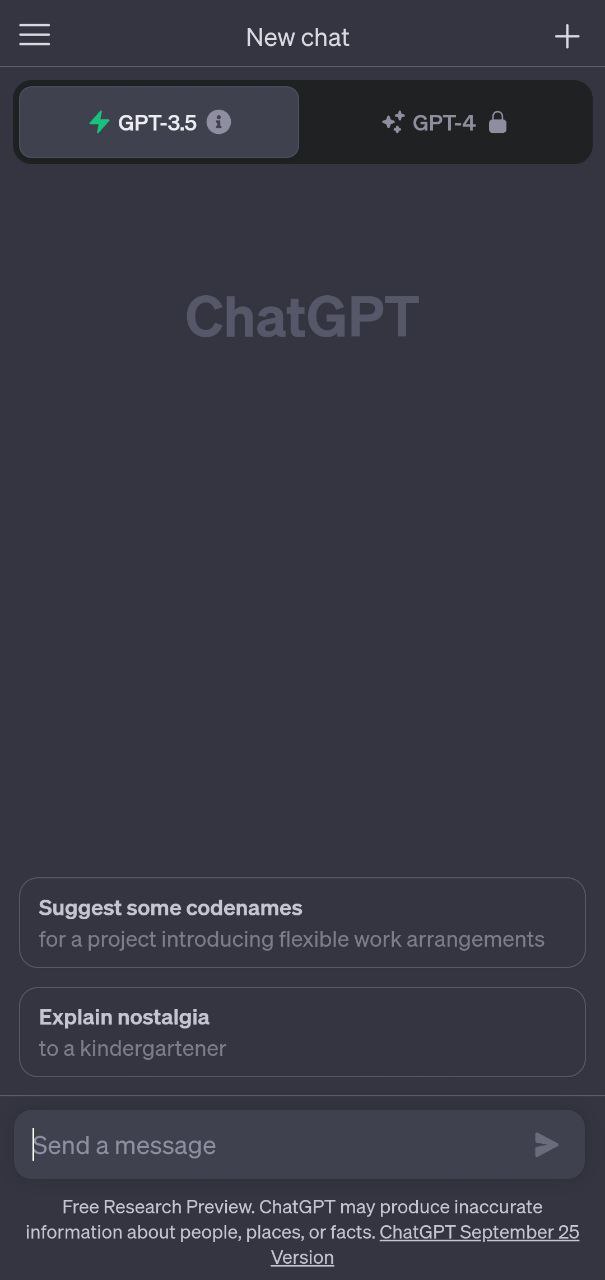 New chat
GPT-3.5
GPT-4
ChatGPT
Suggest some codenames
for a project introducing flexible work arrangements
Explain nostalgia
to a kindergartener
Send a message
Free Research Preview. ChatGPT may produce inaccurate
information about people, places, or facts. ChatGPT September 25
Version